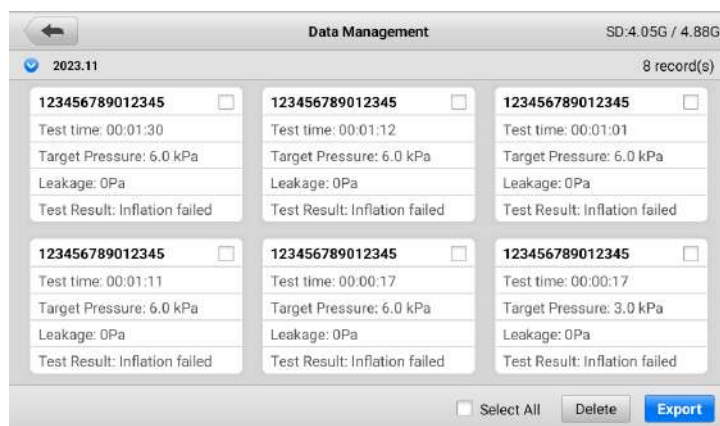 Data Management SD:4.05G / 4.88G
2023.11 8 record(s)
123456789012345 123456789012345 123456789012345
Test time: 00:01:30 Test time: 00:01:12 Test time: 00:01:01
Target Pressure: 6.0 kPa Target Pressure: 6.0 kPa Target Pressure: 6.0 kPa
Leakage: 0Pa Leakage: 0Pa Leakage: 0Pa
Test Result: Inflation failed Test Result: Inflation failed Test Result: Inflation failed
123456789012345 123456789012345 123456789012345
Test time: 00:01:11 Test time: 00:00:17 Test time: 00:00:17
Target Pressure: 6.0 kPa Target Pressure: 6.0 kPa Target Pressure: 3.0 kPa
Leakage: 0Pa Leakage: 0Pa Leakage: 0Pa
Test Result: Inflation failed Test Result: Inflation failed Test Result: Inflation failed
Select All Delete Export